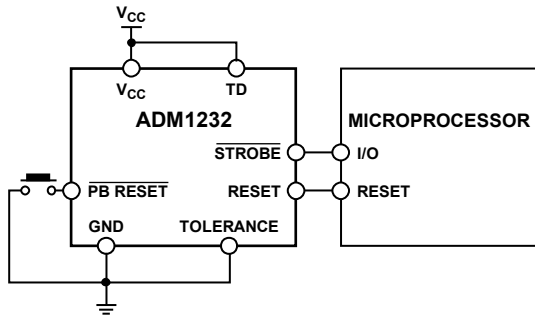 VCC
VCC
TD
ADM1232
MICROPROCESSOR
STROBE
I/O
PB RESET
RESET
RESET
GND
TOLERANCE